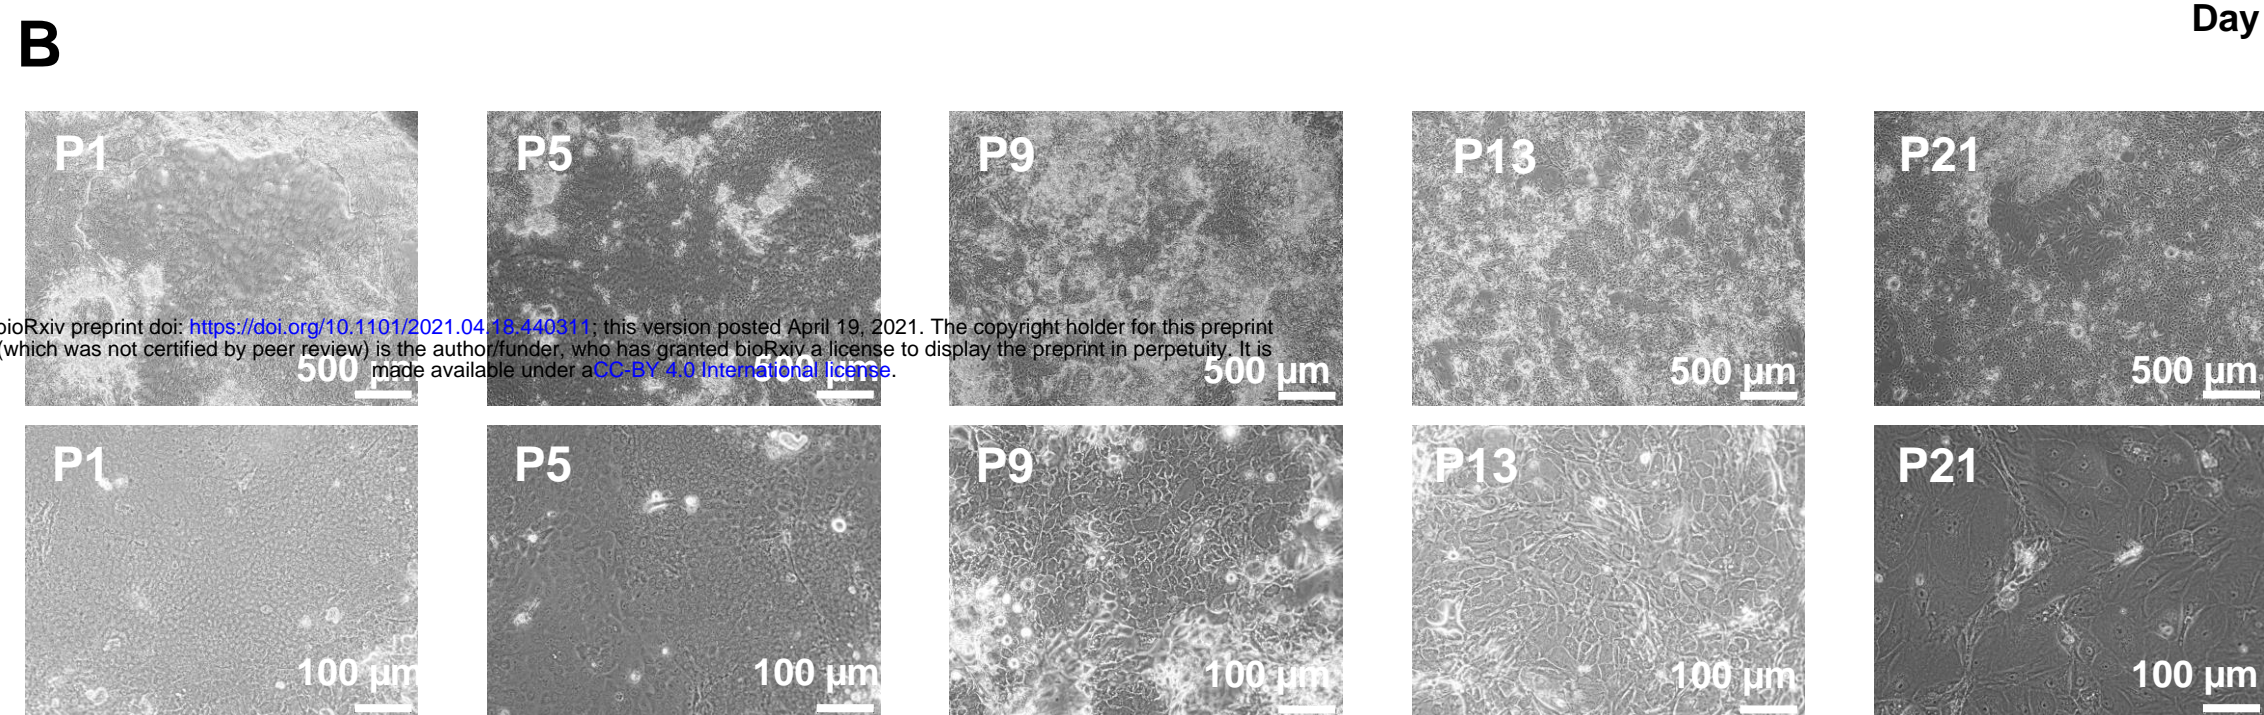 Day
B
P1 P5 P9 P13 P21
bioRxiv preprint doi: https://doi.org/10.1101/2021.04.18.440311; this version posted April 19, 2021. The copyright holder for this preprint
(which was not certified by peer review) is the author/funder, who has granted bioRxiv a license to display the preprint in perpetuity. It is
made available under aCC-BY 4.0 International license.
500 µm 500 µm 500 µm 500 µm 500 µm
P1 P5 P9 P13 P21
100 µm 100 µm 100 µm 100 µm 100 µm